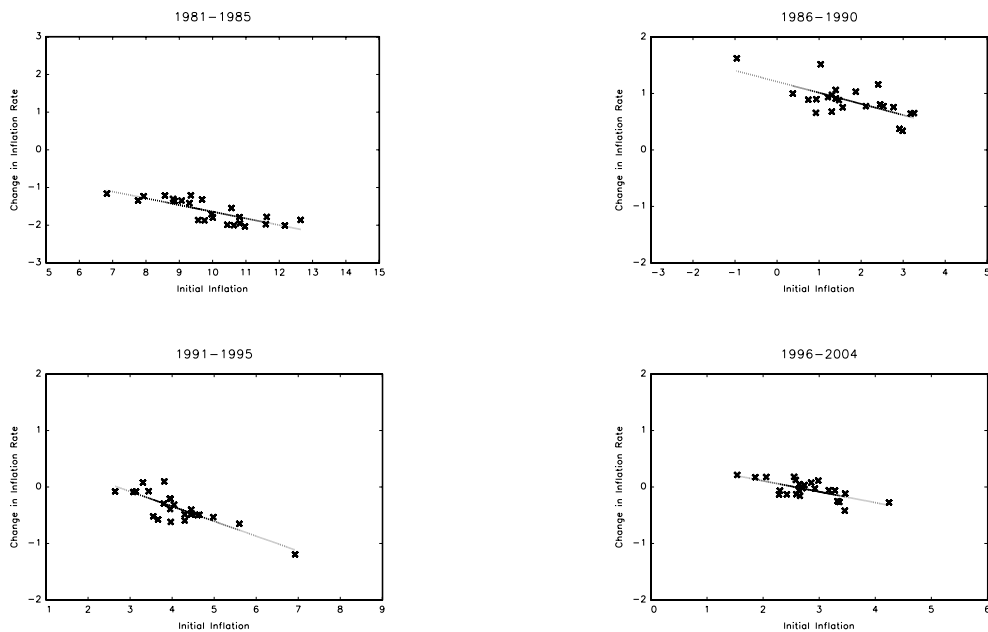 1981-1985
3
2
1
0
-1
-2
-3
Change in Inflation Rate
5 6 7 8 9 10 11 12 13 14 15
Initial Inflation
1986-1990
2
1
0
-1
-2
Change in Inflation Rate
-3 -2 -1 0 1 2 3 4 5
Initial Inflation
1991-1995
2
1
0
-1
-2
Change in Inflation Rate
1 2 3 4 5 6 7 8 9
Initial Inflation
1996-2004
2
1
0
-1
-2
Change in Inflation Rate
0 1 2 3 4 5 6
Initial Inflation